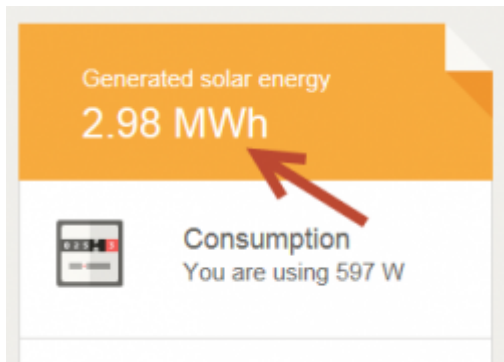 Generated solar energy
2.98 MWh
Consumption
You are using 597 W